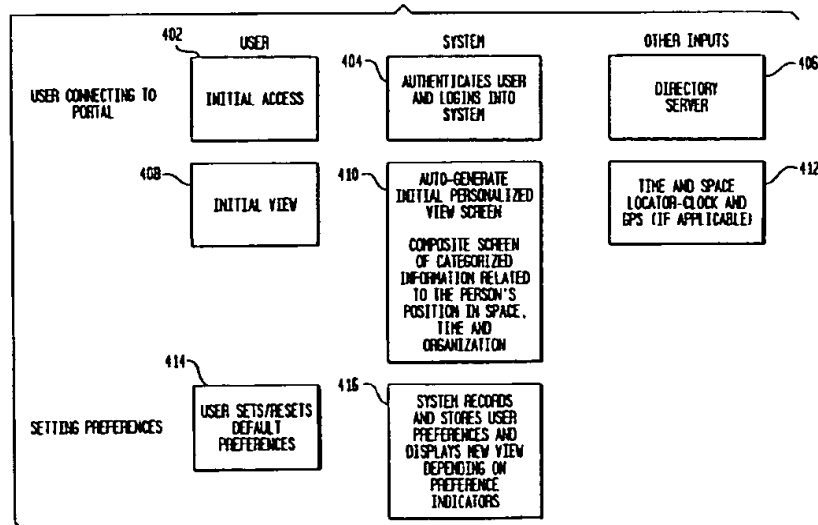 USER
SYSTEM
OTHER INPUTS
402
404
406
USER CONNECTING TO
PORTAL
INITIAL ACCESS
AUTHENTICATES USER
AND LOGINS INTO
SYSTEM
DIRECTORY
SERVER
408
410
412
INITIAL VIEW
AUTO-GENERATE
INITIAL PERSONALIZED
VIEW SCREEN
COMPOSITE SCREEN
OF CATEGORIZED
INFORMATION RELATED
TO THE PERSON'S
POSITION IN SPACE,
TIME AND
ORGANIZATION
TIME AND SPACE
LOCATOR-CLOCK AND
GPS (IF APPLICABLE)
414
416
SETTING PREFERENCES
USER SETS/RESETS
DEFAULT
PREFERENCES
SYSTEM RECORDS
AND STORES USER
PREFERENCES AND
DISPLAYS NEW VIEW
DEPENDING ON
PREFERENCE
INDICATORS